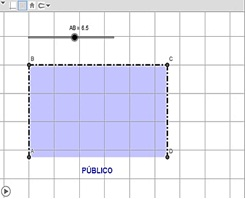 AB = 6.5
B C
A D
PÚBLICO